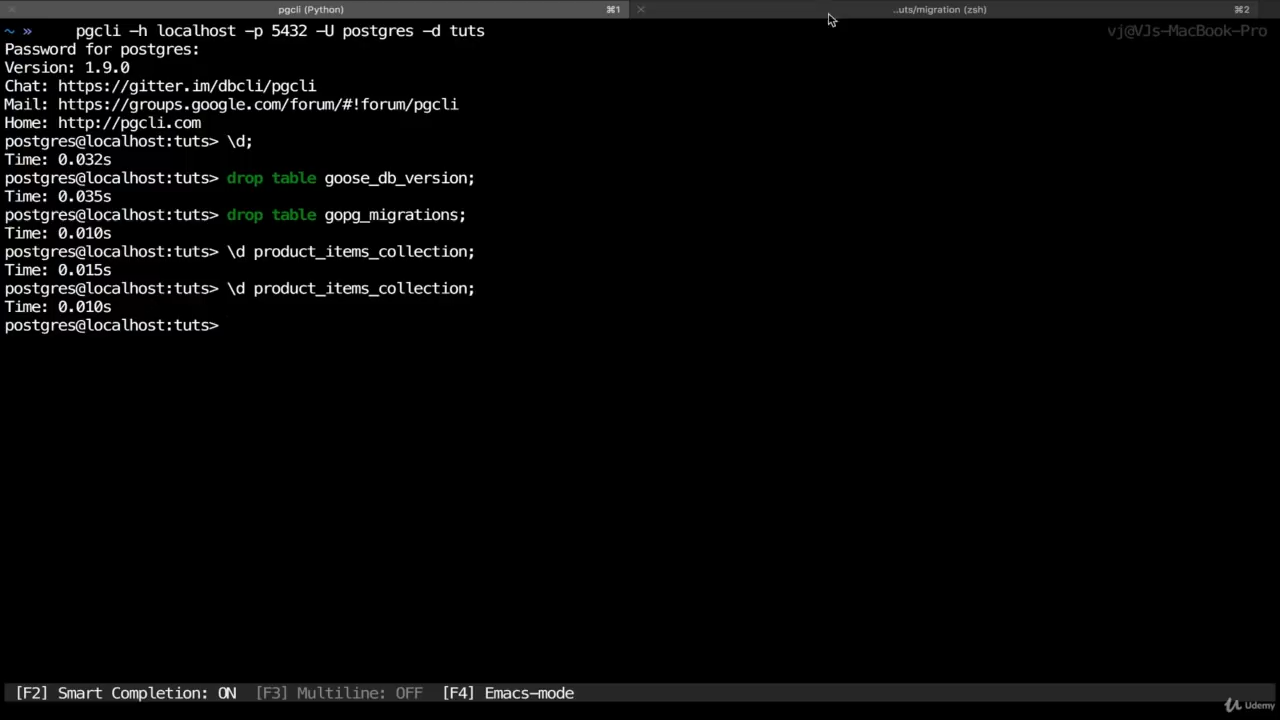 pgcli (Python) ⌘1 ..uts/migration (zsh) ⌘2
~ » pgcli -h localhost -p 5432 -U postgres -d tuts vj@VJs-MacBook-Pro
Password for postgres:
Version: 1.9.0
Chat: https://gitter.im/dbcli/pgcli
Mail: https://groups.google.com/forum/#!forum/pgcli
Home: http://pgcli.com
postgres@localhost:tuts> \d;
Time: 0.032s
postgres@localhost:tuts> drop table goose_db_version;
Time: 0.035s
postgres@localhost:tuts> drop table gopg_migrations;
Time: 0.010s
postgres@localhost:tuts> \d product_items_collection;
Time: 0.015s
postgres@localhost:tuts> \d product_items_collection;
Time: 0.010s
postgres@localhost:tuts>
[F2] Smart Completion: ON [F3] Multiline: OFF [F4] Emacs-mode
Udemy